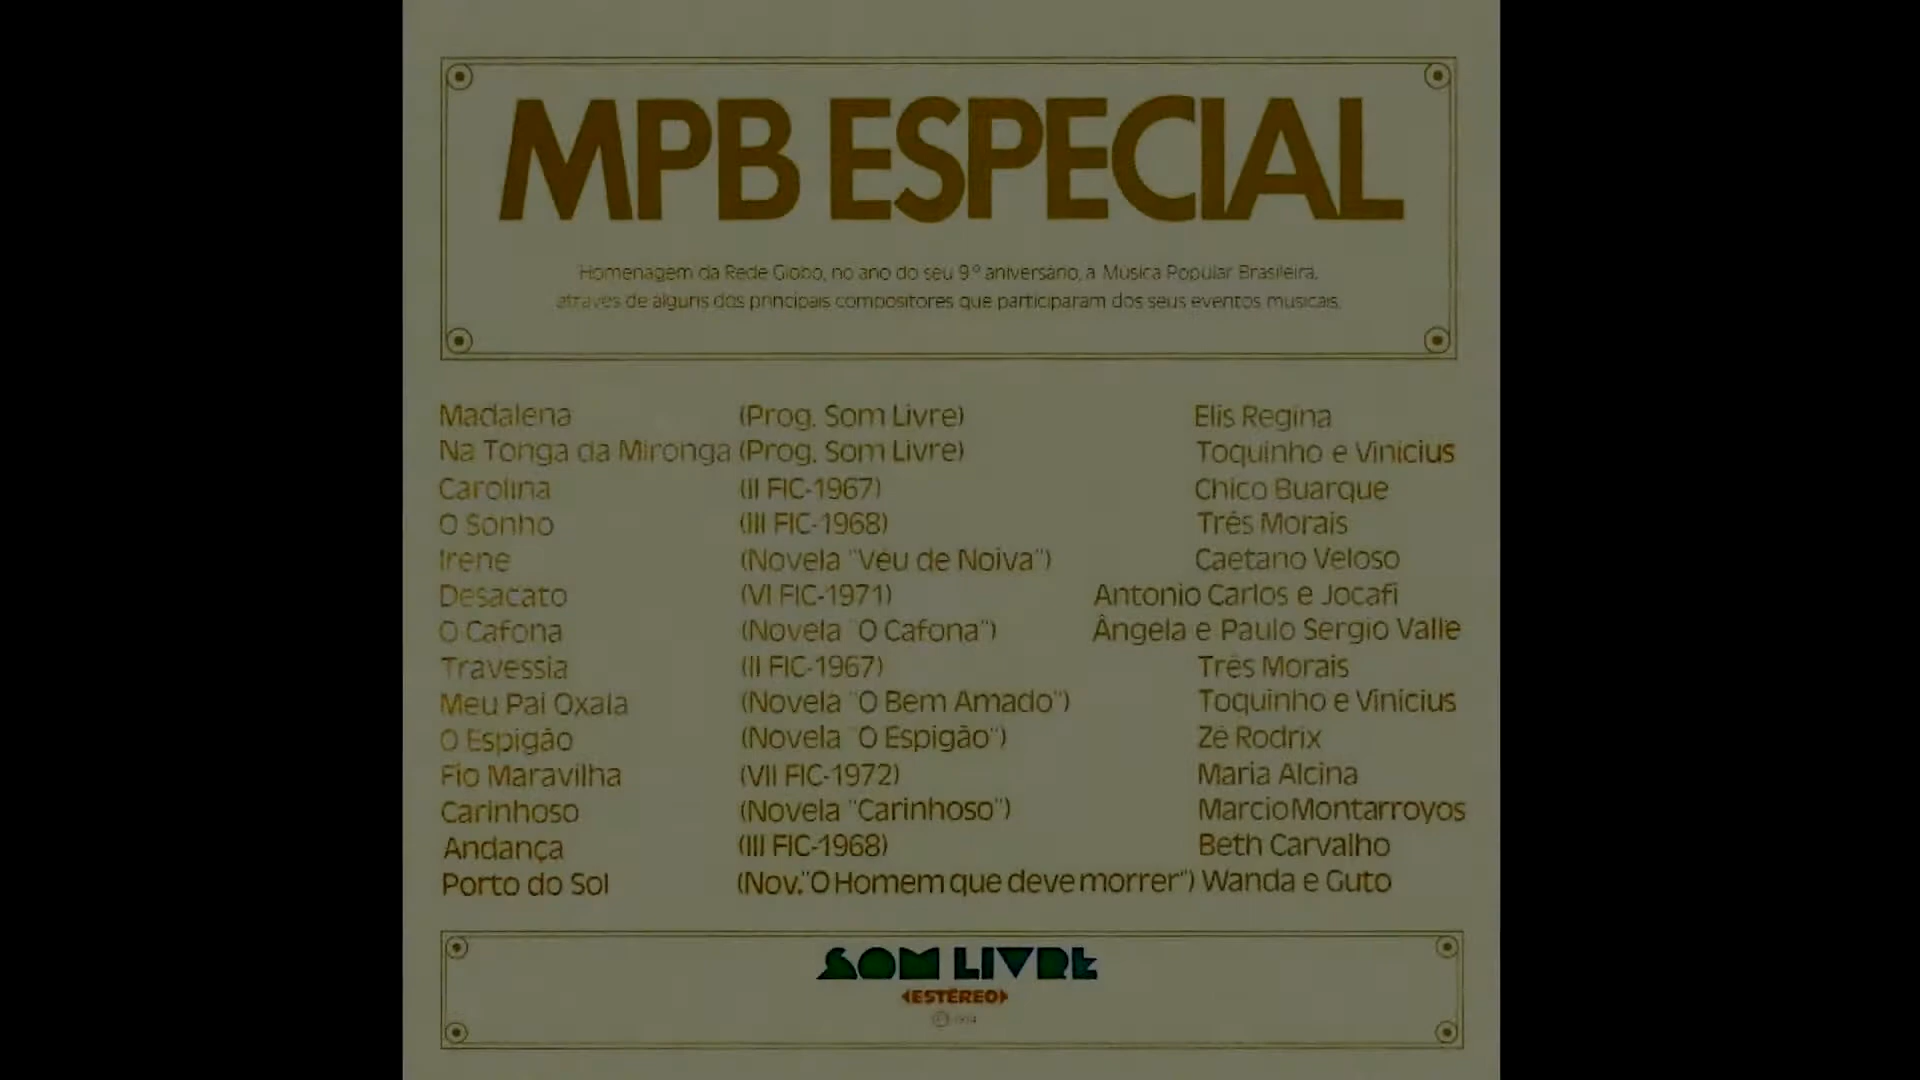 MPB ESPECIAL
Homenagem da Rede Globo, no ano do seu 9.º aniversário, à Música Popular Brasileira,
através de alguns dos principais compositores que participaram dos seus eventos musicais.
Madalena (Prog. Som Livre) Elis Regina
Na Tonga da Mironga (Prog. Som Livre) Toquinho e Vinicius
Carolina (II FIC-1967) Chico Buarque
O Sonho (III FIC-1968) Três Morais
Irene (Novela "Véu de Noiva") Caetano Veloso
Desacato (VI FIC-1971) Antonio Carlos e Jocafi
O Cafona (Novela "O Cafona") Ângela e Paulo Sergio Valle
Travessia (II FIC-1967) Três Morais
Meu Pai Oxala (Novela "O Bem Amado") Toquinho e Vinicius
O Espigão (Novela "O Espigão") Zé Rodrix
Fio Maravilha (VII FIC-1972) Maria Alcina
Carinhoso (Novela "Carinhoso") Marcio Montarroyos
Andança (III FIC-1968) Beth Carvalho
Porto do Sol (Nov."O Homem que deve morrer") Wanda e Guto
SOM LIVRE
ESTÉREO